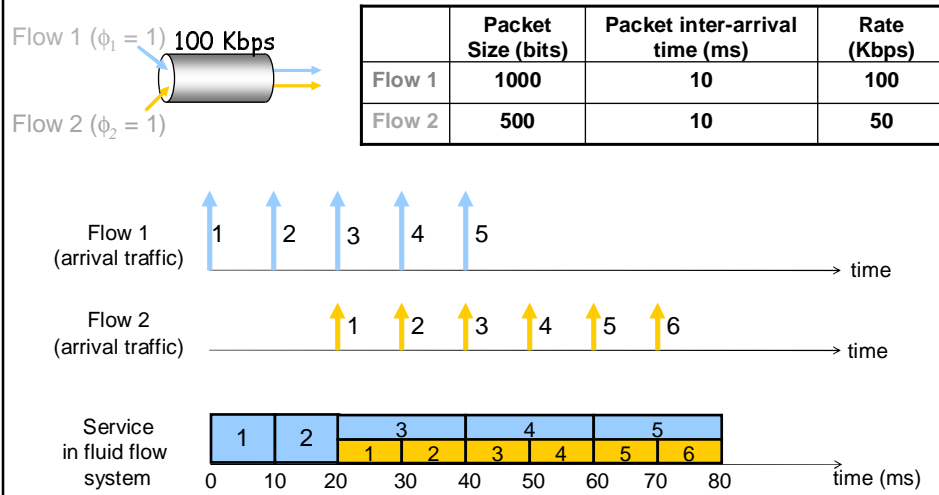 Flow 1 (ϕ1 = 1)
100 Kbps
Flow 2 (ϕ2 = 1)
Packet Size (bits) Packet inter-arrival time (ms) Rate (Kbps)
Flow 1 1000 10 100
Flow 2 500 10 50
Flow 1
(arrival traffic)
1 2 3 4 5
time
Flow 2
(arrival traffic)
1 2 3 4 5 6
time
Service
in fluid flow
system
1 2 3 4 5
1 2 3 4 5 6
0 10 20 30 40 50 60 70 80 time (ms)